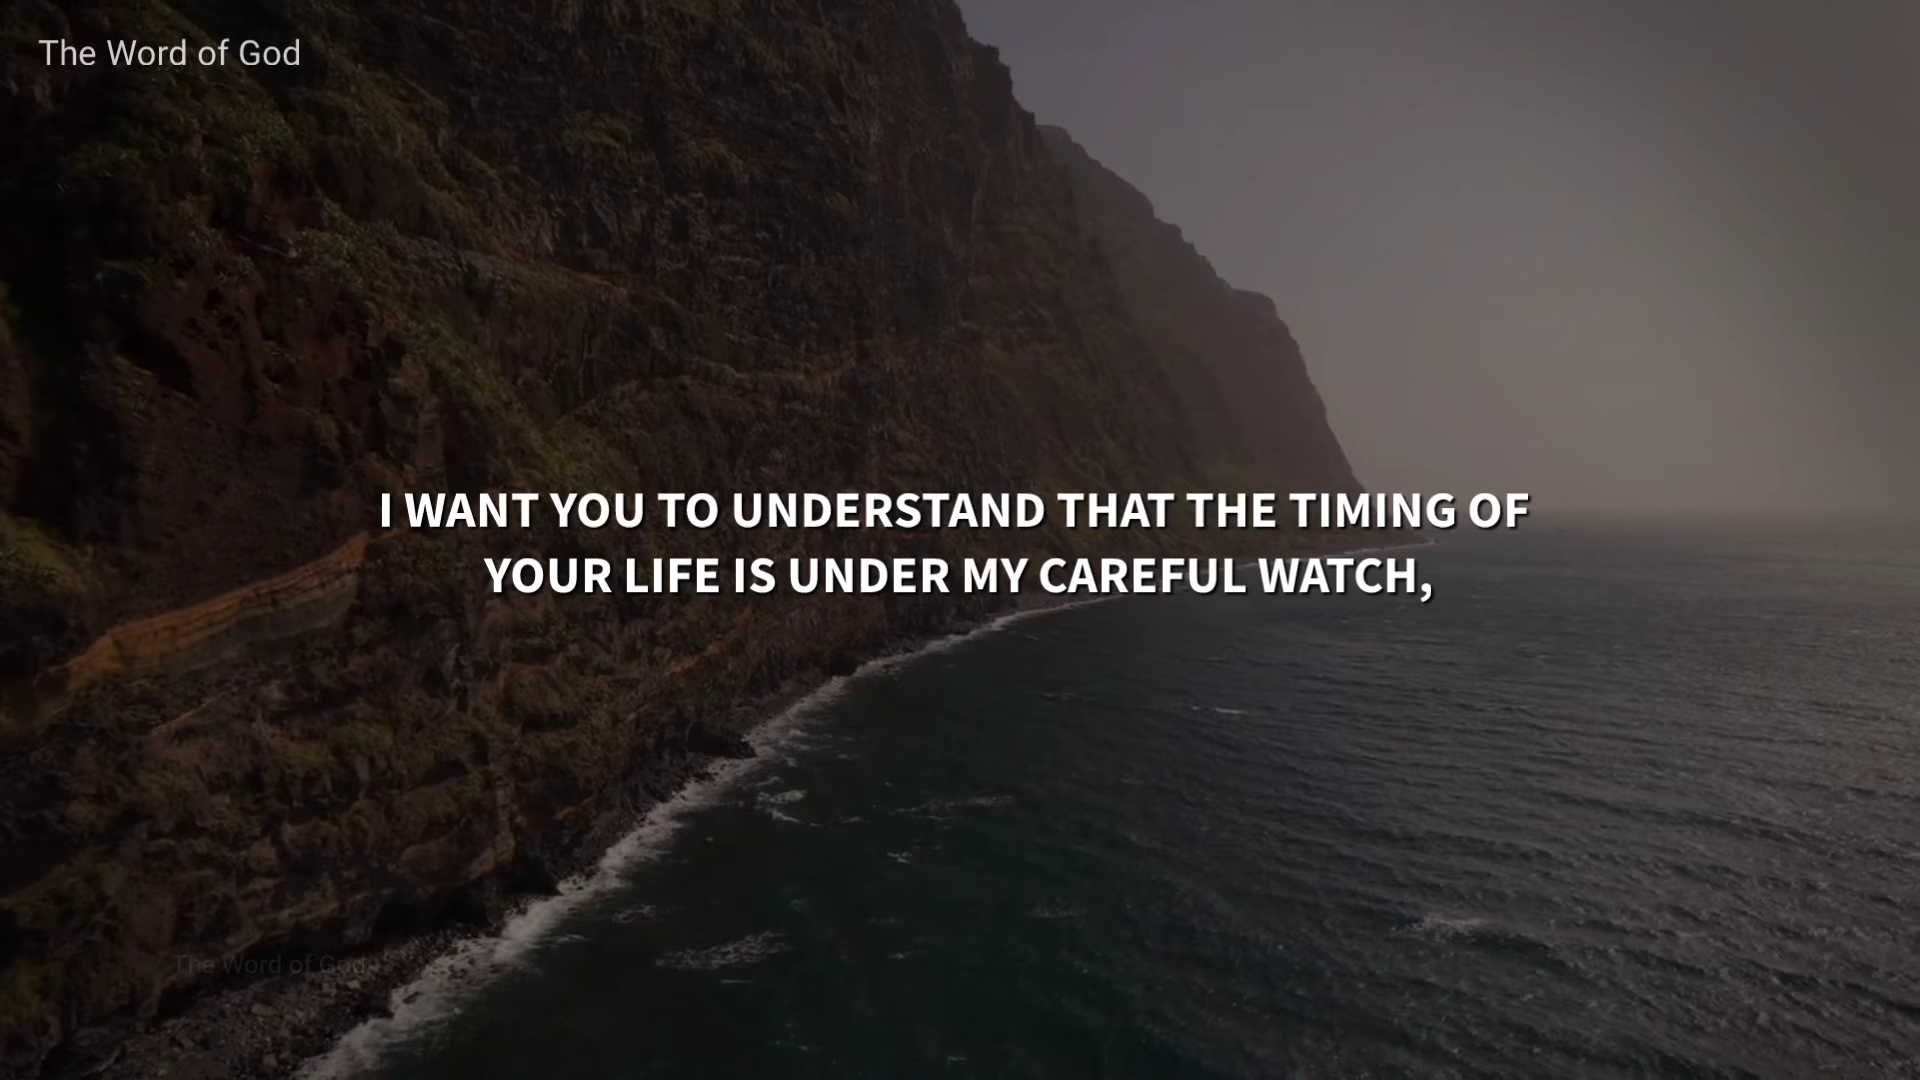 The Word of God
I WANT YOU TO UNDERSTAND THAT THE TIMING OF
YOUR LIFE IS UNDER MY CAREFUL WATCH,
The Word of God